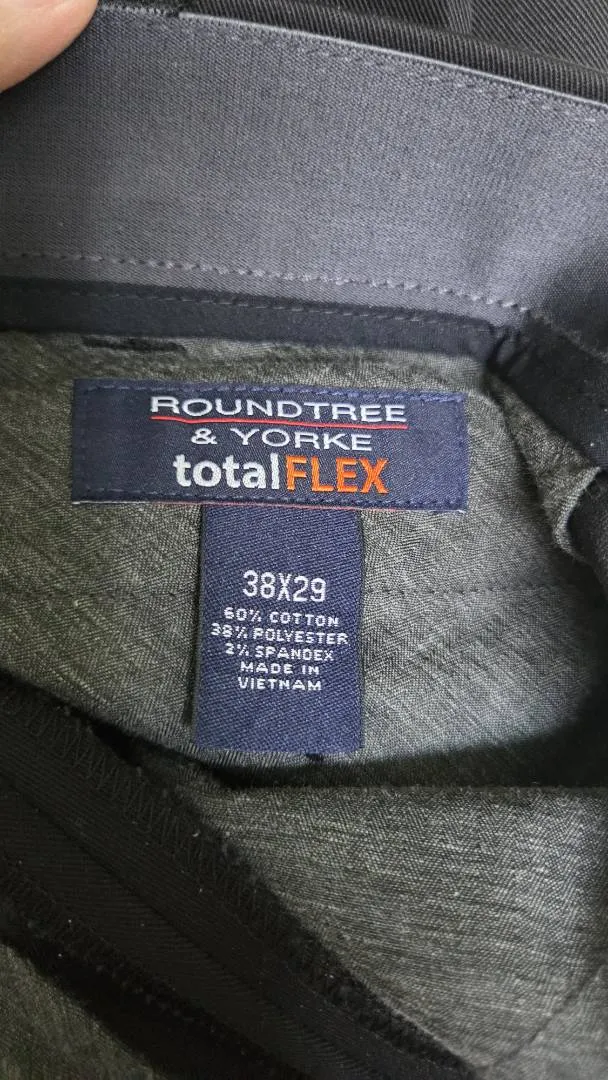 ROUNDTREE
& YORKE
totalFLEX
38X29
60% COTTON
38% POLYESTER
2% SPANDEX
MADE IN
VIETNAM